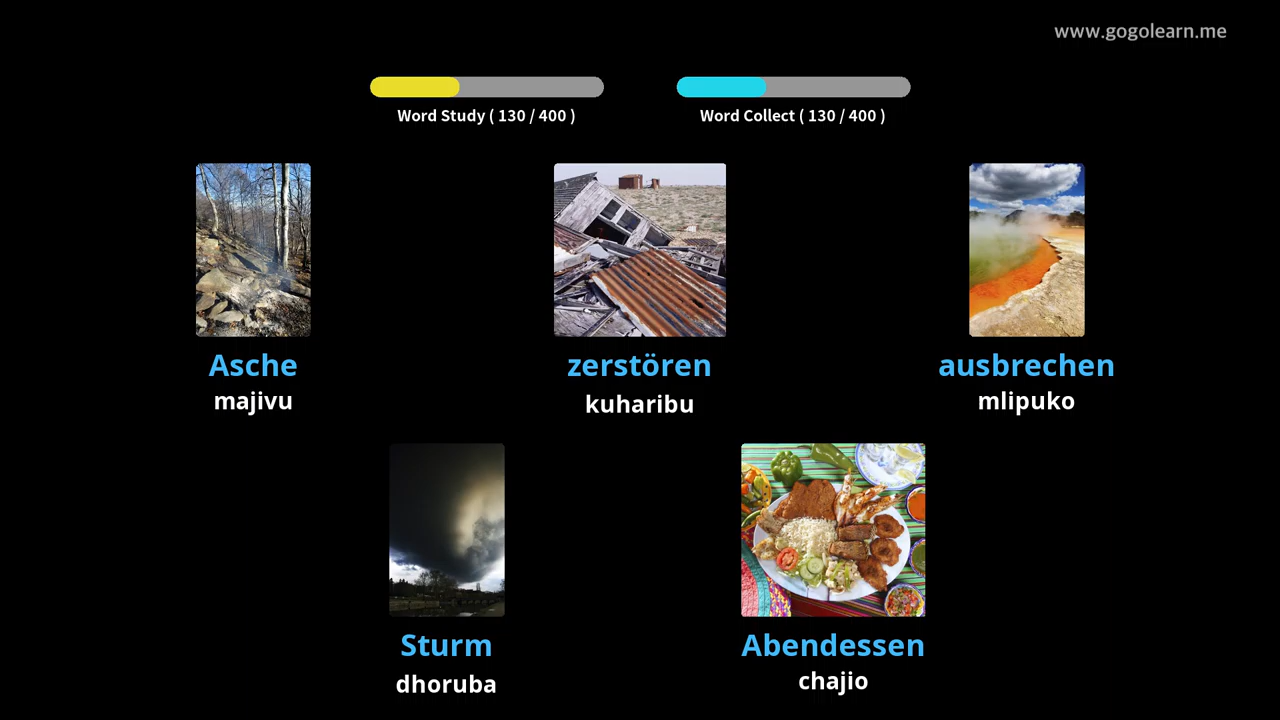 www.gogolearn.me
Word Study ( 130 / 400 )
Word Collect ( 130 / 400 )
Asche
majivu
zerstören
kuharibu
ausbrechen
mlipuko
Sturm
dhoruba
Abendessen
chajio